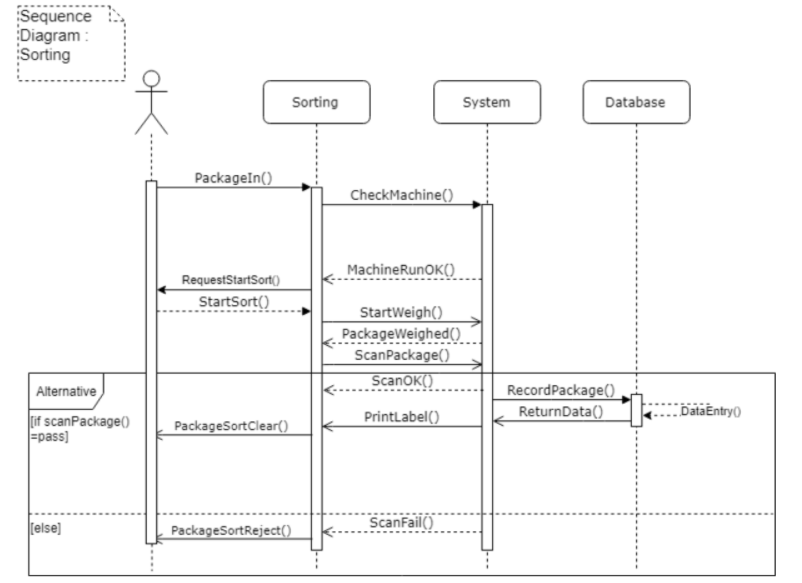 Sequence
Diagram :
Sorting
Sorting
System
Database
PackageIn()
CheckMachine()
MachineRunOK()
RequestStartSort()
StartSort()
StartWeigh()
PackageWeighed()
ScanPackage()
Alternative
ScanOK()
RecordPackage()
[if scanPackage()
=pass]
PrintLabel()
ReturnData()
DataEntry()
PackageSortClear()
[else]
ScanFail()
PackageSortReject()